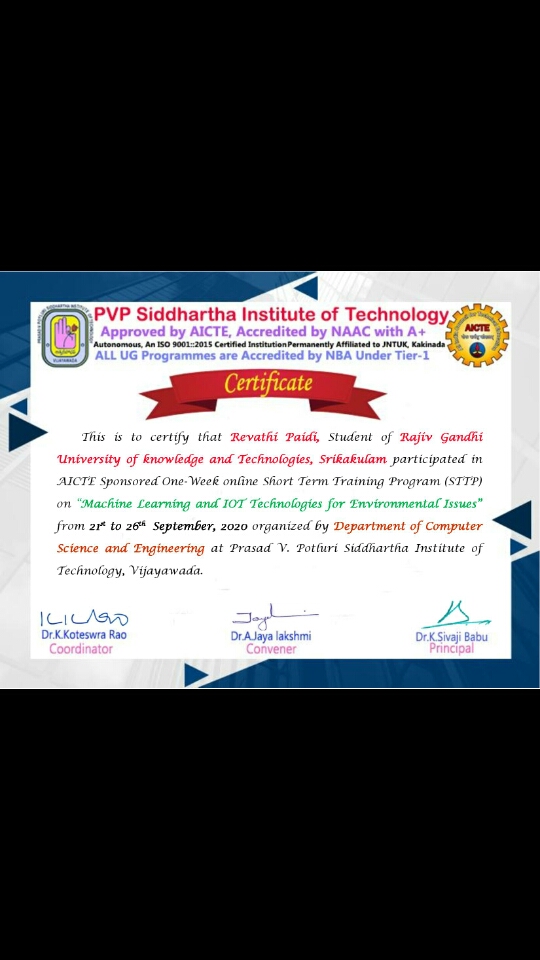 PVP Siddhartha Institute of Technology
Approved by AICTE, Accredited by NAAC with A+
Autonomous, An ISO 9001::2015 Certified Institution Permanently Affiliated to JNTUK, Kakinada
ALL UG Programmes are Accredited by NBA Under Tier-1
AICTE
Certificate
This is to certify that Revathi Paidi, Student of Rajiv Gandhi
University of knowledge and Technologies, Srikakulam participated in
AICTE Sponsored One-Week online Short Term Training Program (STTP)
on "Machine Learning and IOT Technologies for Environmental Issues"
from 21st to 26th September, 2020 organized by Department of Computer
Science and Engineering at Prasad V. Potluri Siddhartha Institute of
Technology, Vijayawada.
Dr.K.Koteswra Rao
Coordinator
Dr.A.Jaya lakshmi
Convener
Dr.K.Sivaji Babu
Principal